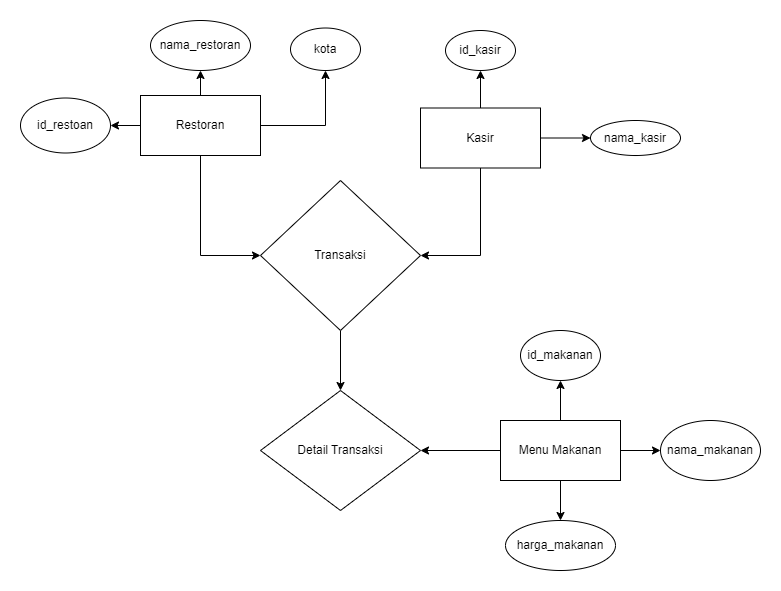 nama_restoran
kota
id_kasir
id_restoan
Restoran
Kasir
nama_kasir
Transaksi
id_makanan
Detail Transaksi
Menu Makanan
nama_makanan
harga_makanan